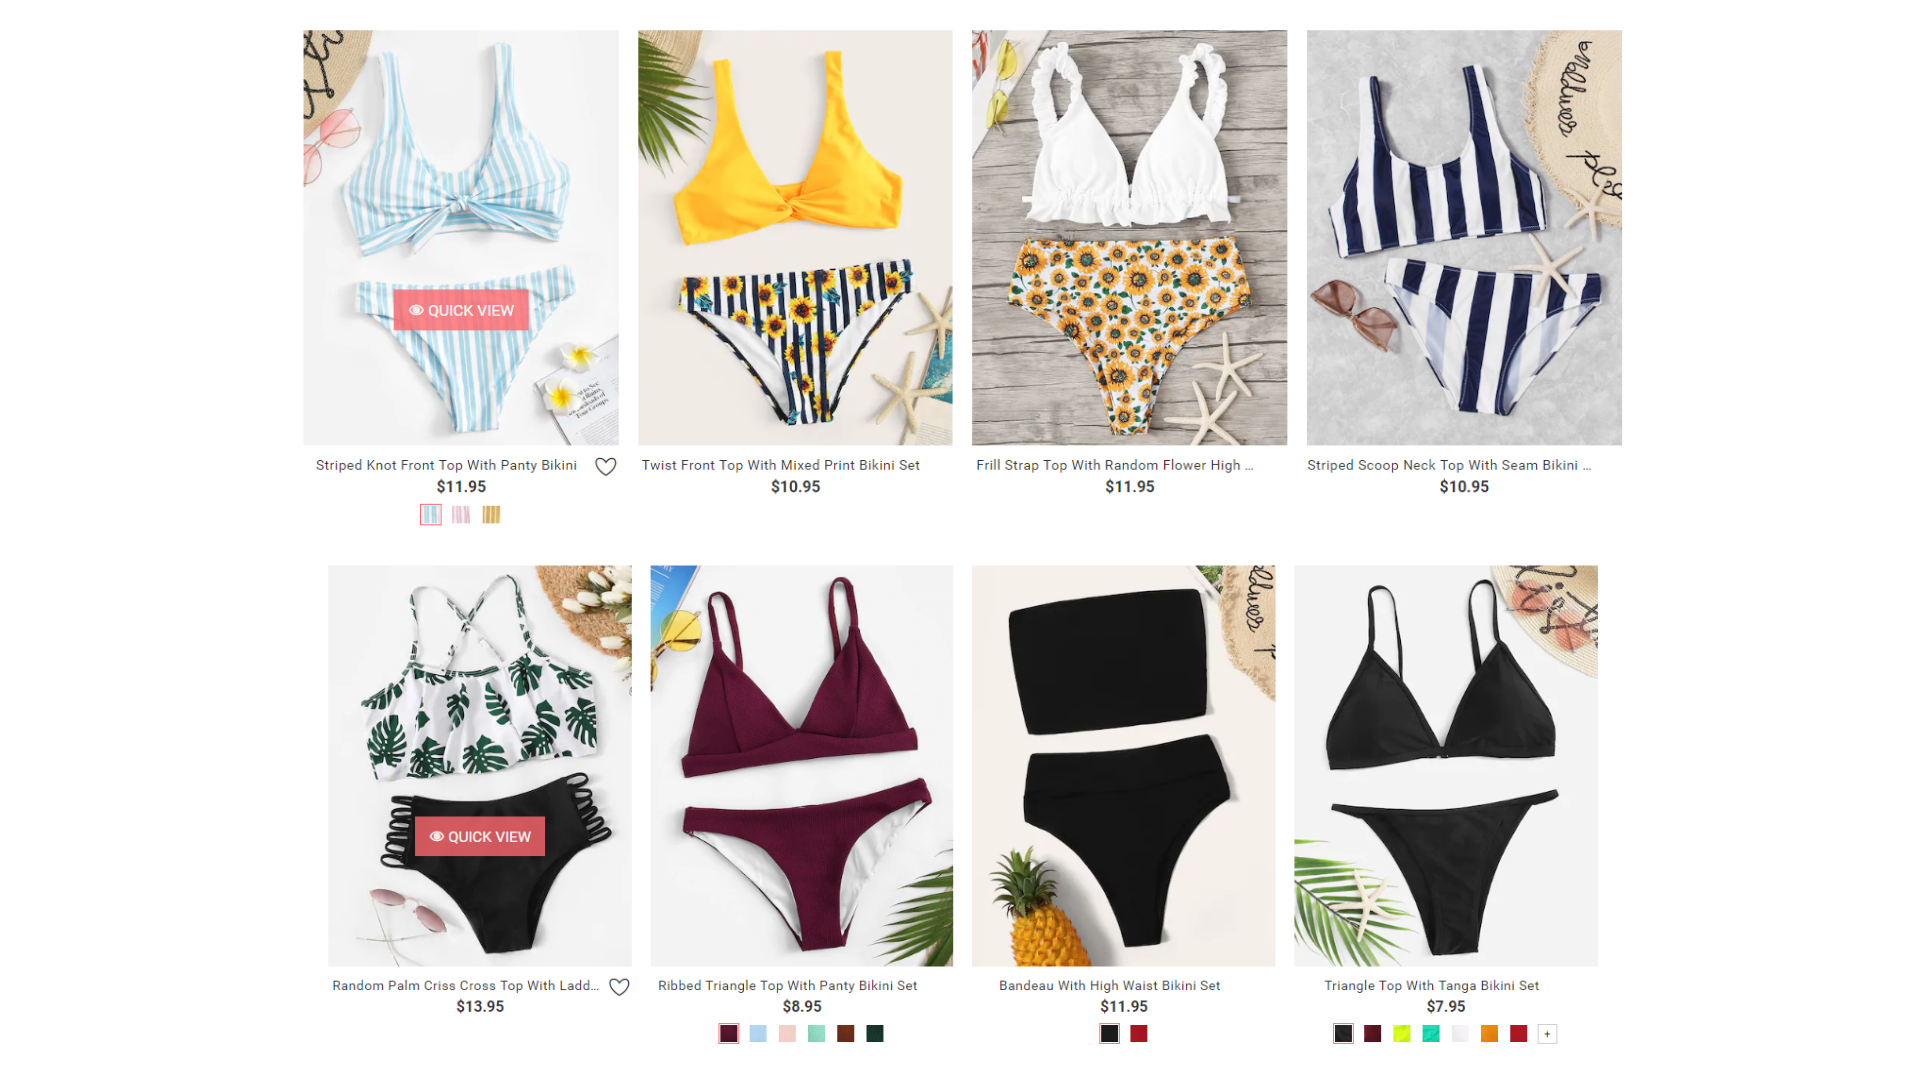 QUICK VIEW
Striped Knot Front Top With Panty Bikini
$11.95
Twist Front Top With Mixed Print Bikini Set
$10.95
Frill Strap Top With Random Flower High ...
$11.95
Striped Scoop Neck Top With Seam Bikini ...
$10.95
QUICK VIEW
Random Palm Criss Cross Top With Ladd...
$13.95
Ribbed Triangle Top With Panty Bikini Set
$8.95
Bandeau With High Waist Bikini Set
$11.95
Triangle Top With Tanga Bikini Set
$7.95
+